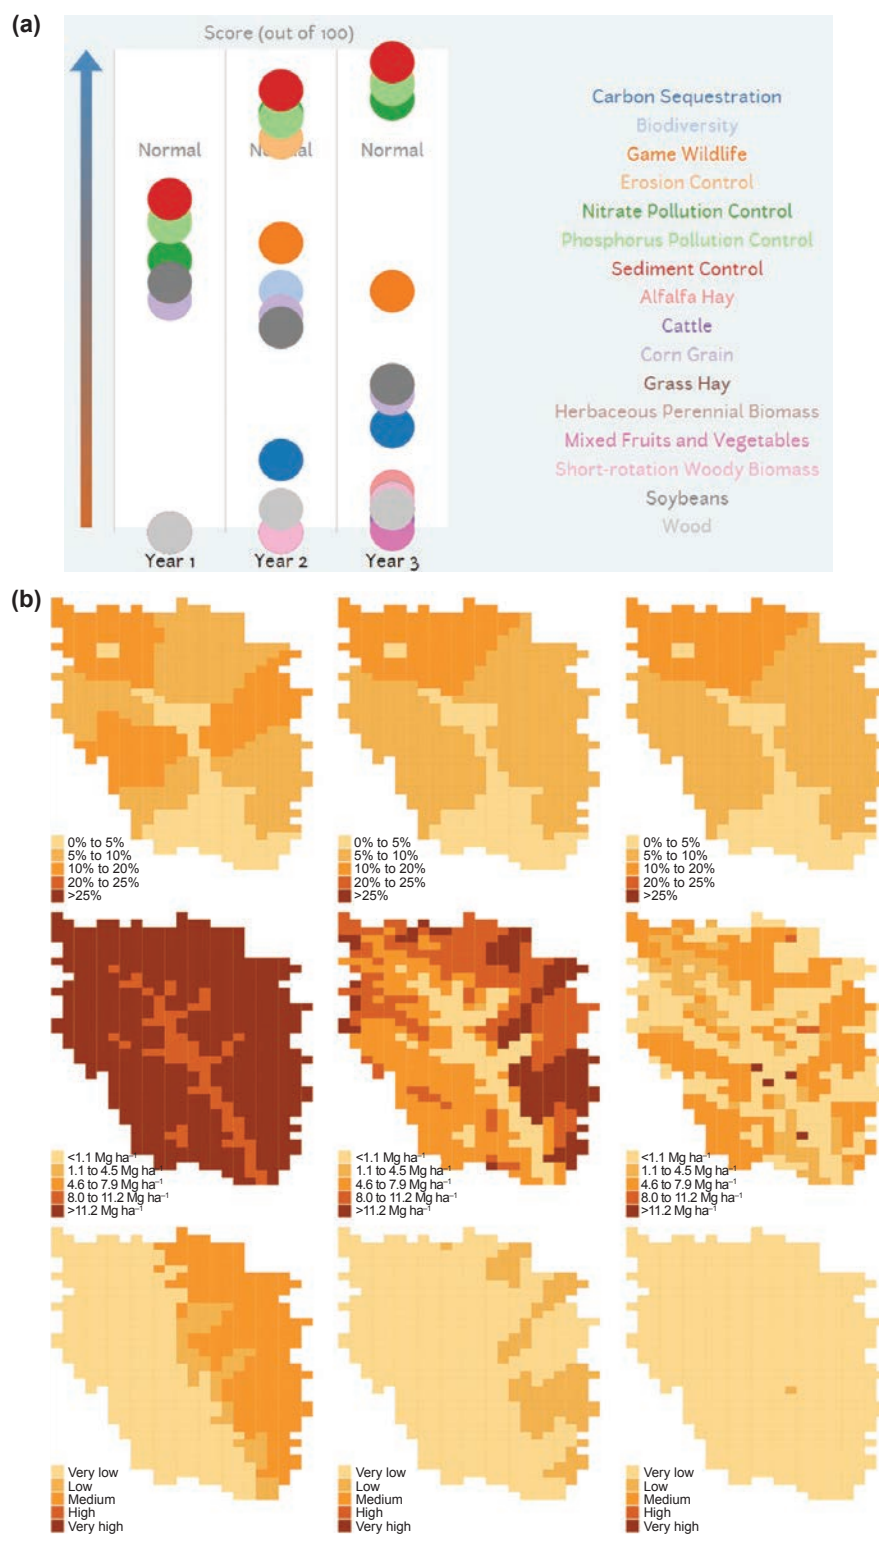 (a)
Score (out of 100)
Normal
Normal
Normal
Year 1
Year 2
Year 3
Carbon Sequestration
Biodiversity
Game Wildlife
Erosion Control
Nitrate Pollution Control
Phosphorus Pollution Control
Sediment Control
Alfalfa Hay
Cattle
Corn Grain
Grass Hay
Herbaceous Perennial Biomass
Mixed Fruits and Vegetables
Short-rotation Woody Biomass
Soybeans
Wood
(b)
0% to 5%
5% to 10%
10% to 20%
20% to 25%
>25%
0% to 5%
5% to 10%
10% to 20%
20% to 25%
>25%
0% to 5%
5% to 10%
10% to 20%
20% to 25%
>25%
<1.1 Mg ha⁻¹
1.1 to 4.5 Mg ha⁻¹
4.6 to 7.9 Mg ha⁻¹
8.0 to 11.2 Mg ha⁻¹
>11.2 Mg ha⁻¹
<1.1 Mg ha⁻¹
1.1 to 4.5 Mg ha⁻¹
4.6 to 7.9 Mg ha⁻¹
8.0 to 11.2 Mg ha⁻¹
>11.2 Mg ha⁻¹
<1.1 Mg ha⁻¹
1.1 to 4.5 Mg ha⁻¹
4.6 to 7.9 Mg ha⁻¹
8.0 to 11.2 Mg ha⁻¹
>11.2 Mg ha⁻¹
Very low
Low
Medium
High
Very high
Very low
Low
Medium
High
Very high
Very low
Low
Medium
High
Very high